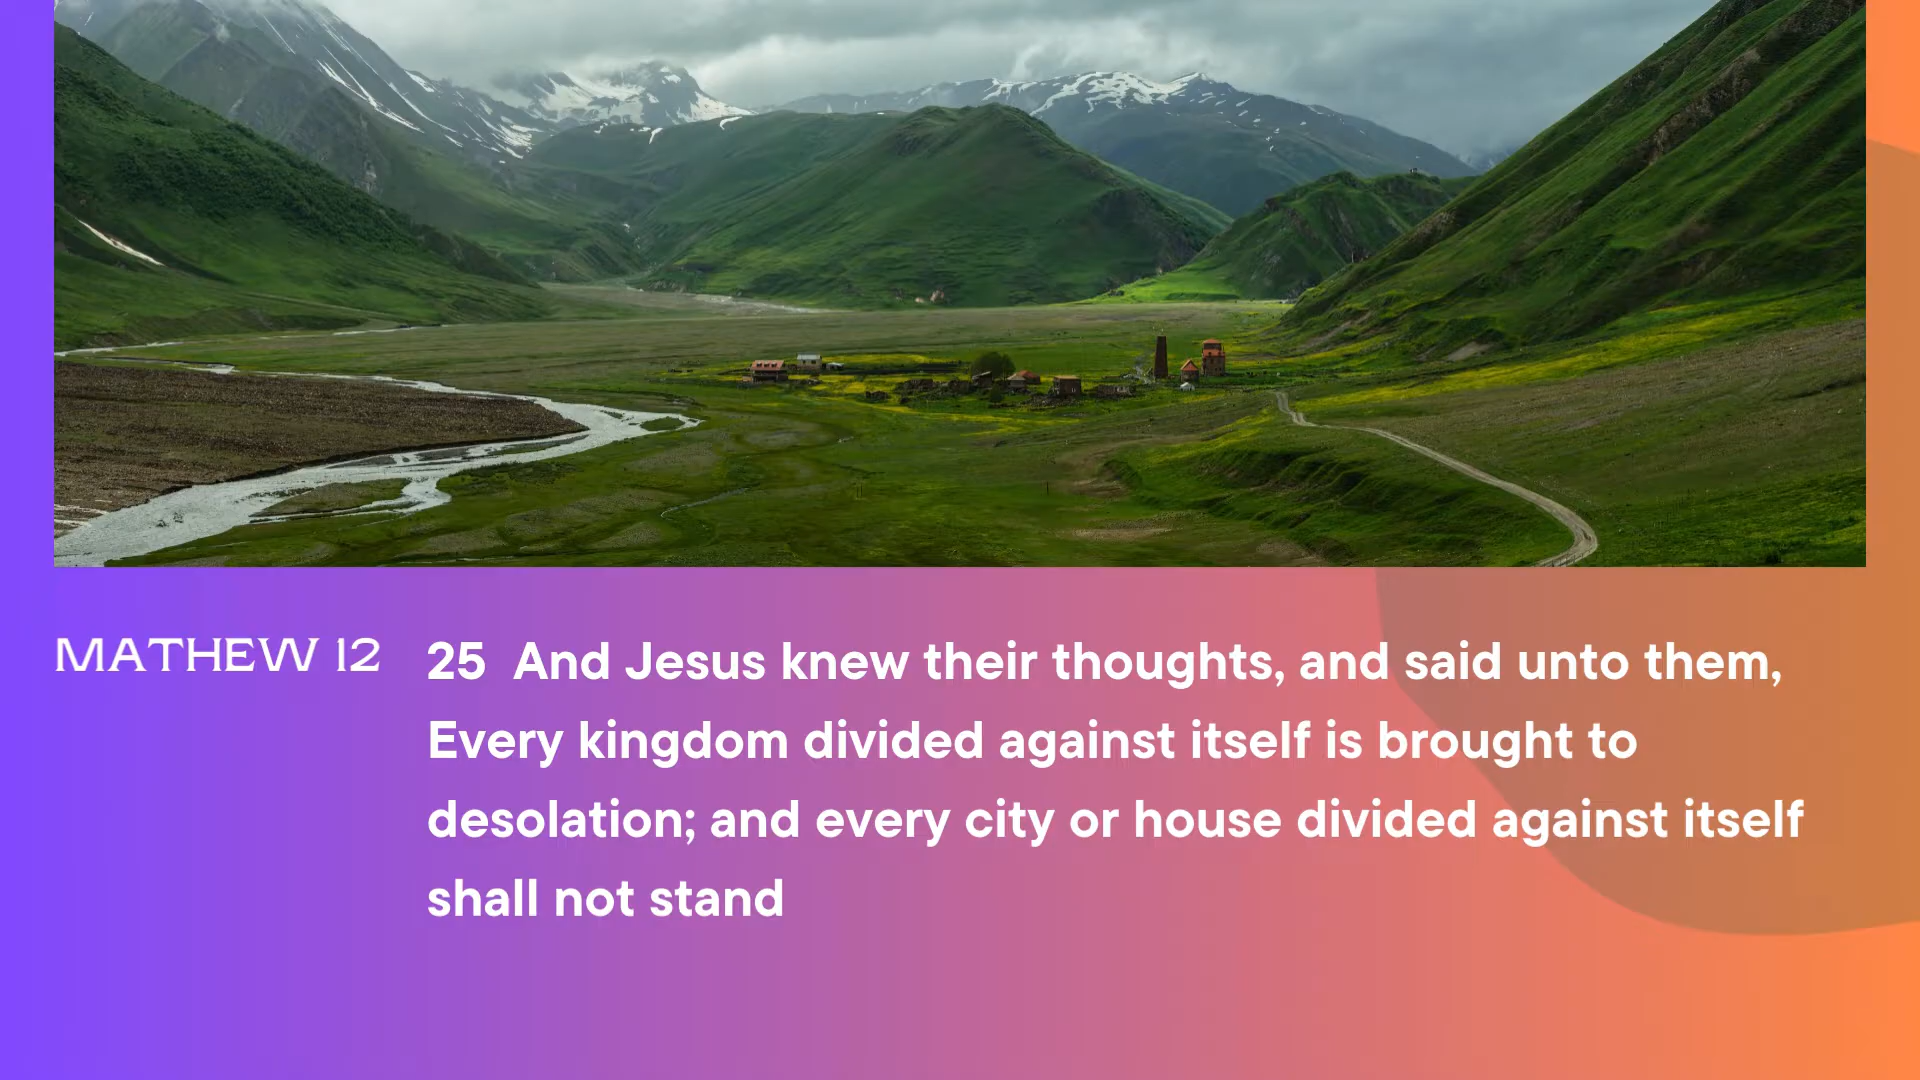 MATHEW 12
25 And Jesus knew their thoughts, and said unto them,
Every kingdom divided against itself is brought to
desolation; and every city or house divided against itself
shall not stand